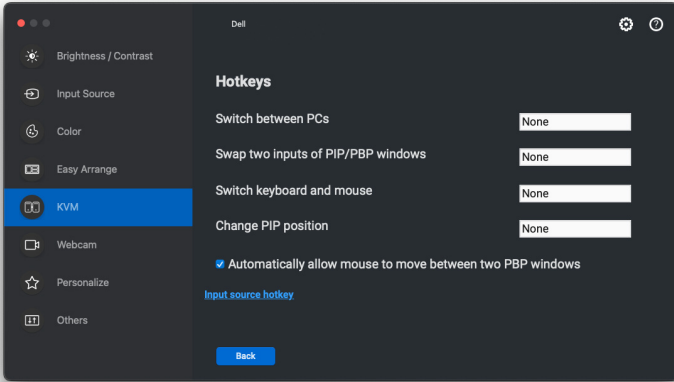 Dell
Brightness / Contrast
Input Source
Color
Easy Arrange
KVM
Webcam
Personalize
Others
Hotkeys
Switch between PCs
None
Swap two inputs of PIP/PBP windows
None
Switch keyboard and mouse
None
Change PIP position
None
Automatically allow mouse to move between two PBP windows
Input source hotkey
Back